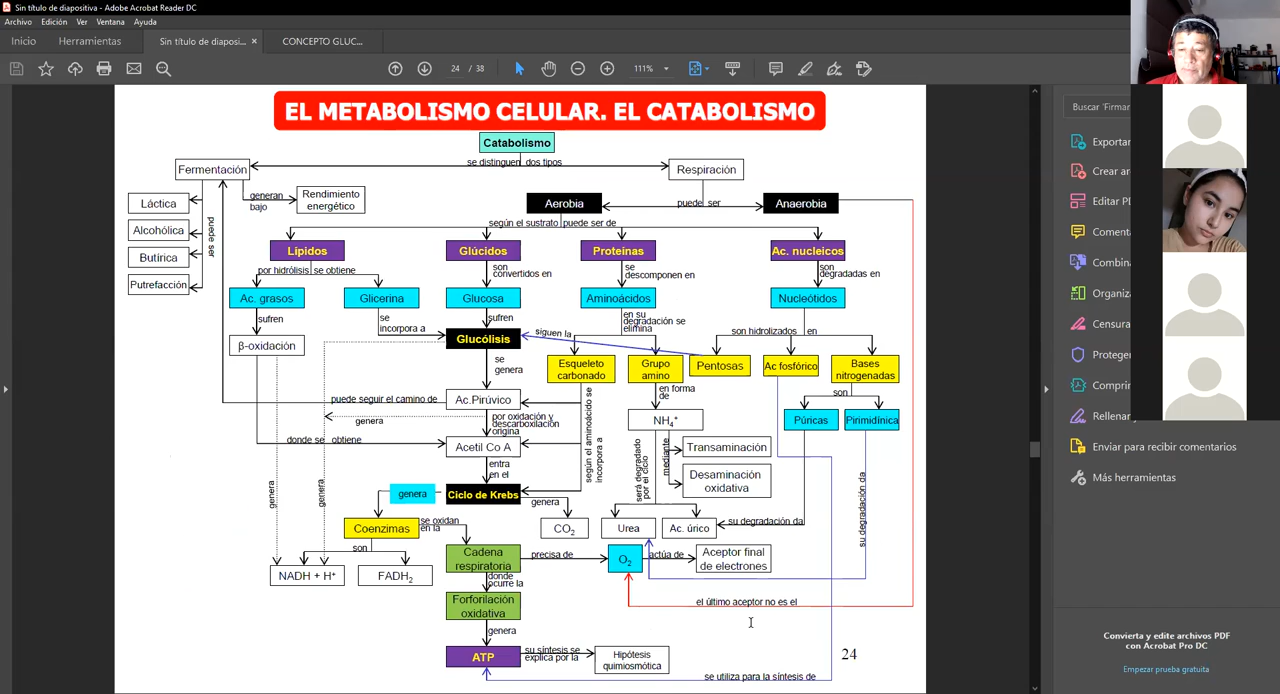 Sin título de diapositiva - Adobe Acrobat Reader DC
Archivo Edición Ver Ventana Ayuda
Inicio Herramientas Sin título de diaposi... × CONCEPTO GLUC...
24 / 38 111%
EL METABOLISMO CELULAR. EL CATABOLISMO
Catabolismo
se distinguen dos tipos
Fermentación
Respiración
generan
bajo
Rendimiento
energético
Láctica
Alcohólica
Butírica
Putrefacción
puede ser
Aerobia
puede ser
Anaerobia
según el sustrato puede ser de
Lípidos
Glúcidos
Proteínas
Ac. nucleicos
por hidrólisis se obtiene
son
convertidos en
se
descomponen en
son
degradadas en
Ac. grasos
Glicerina
Glucosa
Aminoácidos
Nucleótidos
sufren
se
incorpora a
sufren
en su
degradación se
elimina
son hidrolizados en
β-oxidación
Glucólisis
siguen la
se
genera
Esqueleto
carbonado
Grupo
amino
Pentosas
Ac fosfórico
Bases
nitrogenadas
en forma
de
son
puede seguir el camino de
Ac.Pirúvico
genera
por oxidación y
descarboxilación
origina
NH4+
Púricas
Pirimidínica
donde se obtiene
Acetil Co A
según el aminoácido se
incorpora a
será degradado
por el ciclo
mediante
Transaminación
Desaminación
oxidativa
entra
en el
genera
Ciclo de Krebs
genera
genera
genera
su degradación da
Coenzimas
se oxidan
en la
CO2
Urea
Ac. úrico
su degradación da
son
NADH + H+
FADH2
Cadena
respiratoria
precisa de
O2
actúa de
Aceptor final
de electrones
donde
ocurre la
Forforilación
oxidativa
el último aceptor no es el
genera
ATP
su síntesis se
explica por la
Hipótesis
quimiosmótica
24
se utiliza para la síntesis de
Buscar 'Firmar
Exportar
Crear ar
Editar PD
Comenta
Combina
Organiza
Censura
Proteger
Comprim
Rellenar
Enviar para recibir comentarios
Más herramientas
Convierta y edite archivos PDF
con Acrobat Pro DC
Empezar prueba gratuita